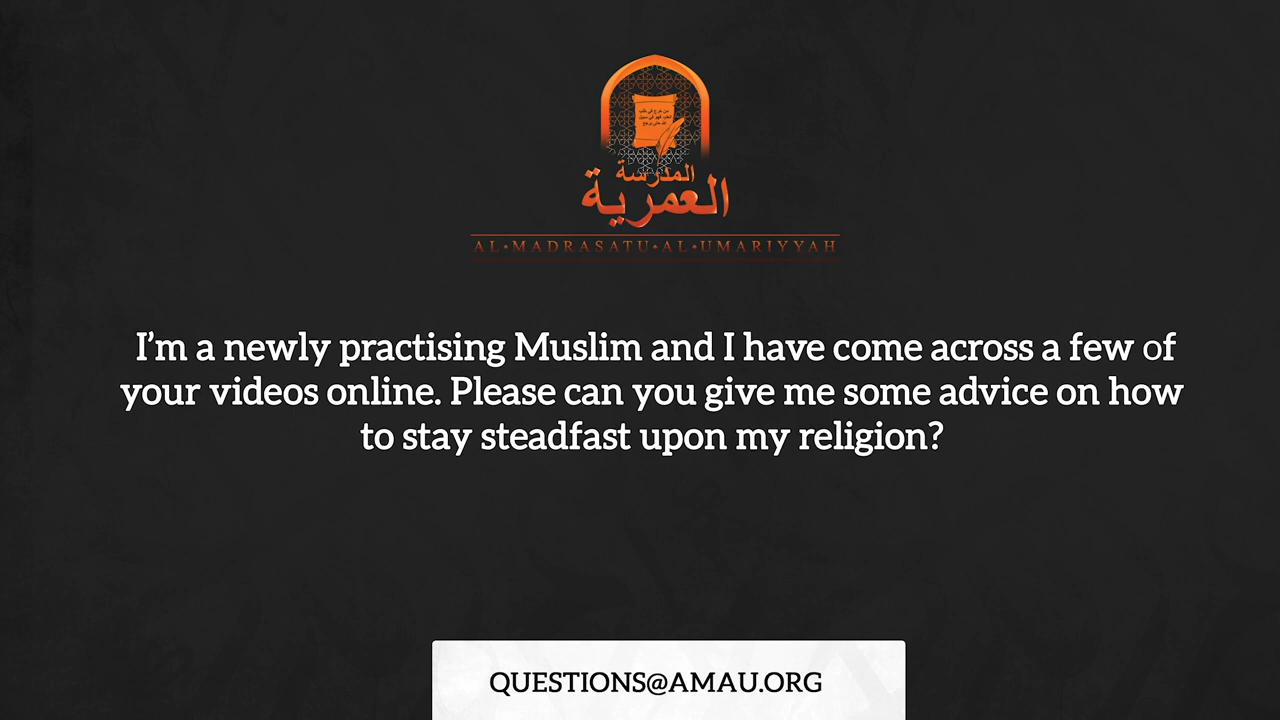 المدرسة
العمرية
AL•MADRASATU•AL•UMARIYYAH
I'm a newly practising Muslim and I have come across a few of
your videos online. Please can you give me some advice on how
to stay steadfast upon my religion?
QUESTIONS@AMAU.ORG